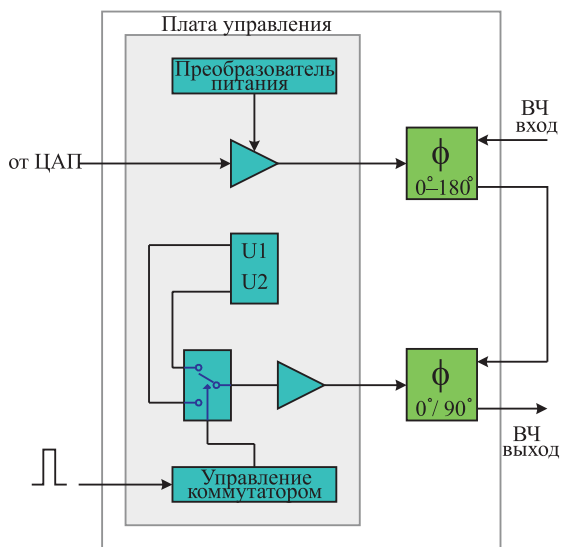 Плата управления
Преобразователь
питания
ВЧ
вход
от ЦАП
ϕ
0°–180°
U1
U2
ϕ
0°/ 90°
ВЧ
выход
Управление
коммутатором